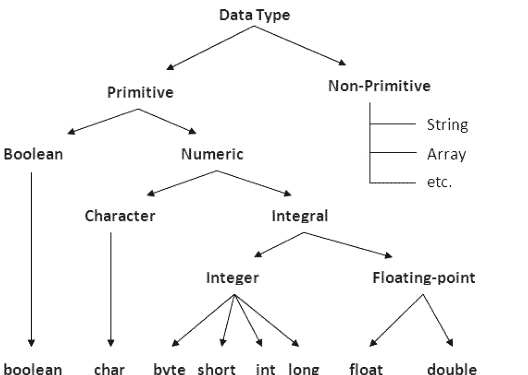 Data Type
Primitive
Non-Primitive
String
Array
etc.
Boolean
Numeric
Character
Integral
Integer
Floating-point
boolean char byte short int long float double